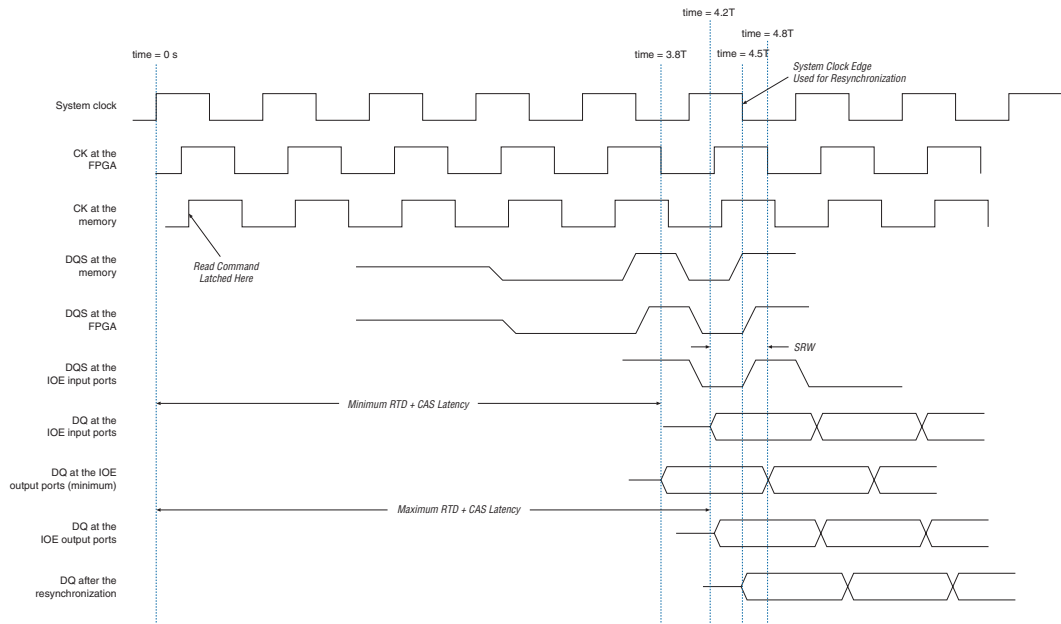 time = 4.2T
time = 4.8T
time = 0 s
time = 3.8T
time = 4.5T
System Clock Edge
Used for Resynchronization
System clock
CK at the
FPGA
CK at the
memory
Read Command
Latched Here
DQS at the
memory
DQS at the
FPGA
SRW
DQS at the
IOE input ports
Minimum RTD + CAS Latency
DQ at the
IOE input ports
DQ at the IOE
output ports (minimum)
Maximum RTD + CAS Latency
DQ at the
IOE output ports
DQ after the
resynchronization